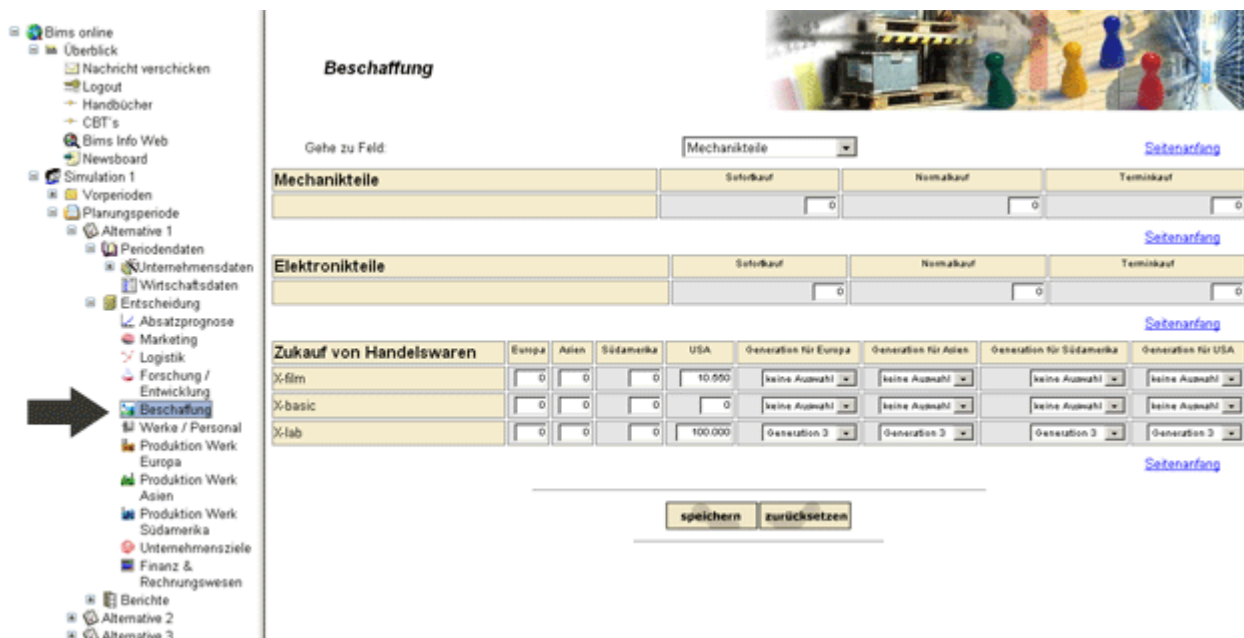 Bims online
Überblick
Nachricht verschicken
Logout
Handbücher
CBT's
Bims Info Web
Newsboard
Simulation 1
Vorperioden
Planungsperiode
Alternative 1
Periodendaten
Unternehmensdaten
Wirtschaftsdaten
Entscheidung
Absatzprognose
Marketing
Logistik
Forschung /
Entwicklung
Beschaffung
Werke / Personal
Produktion Werk
Europa
Produktion Werk
Asien
Produktion Werk
Südamerika
Unternehmensziele
Finanz &
Rechnungswesen
Berichte
Alternative 2
Alternative 3
Beschaffung
Gehe zu Feld: Mechanikteile Seitenanfang
Mechanikteile Sofortkauf Normalkauf Terminkauf
0 0 0
Seitenanfang
Elektronikteile Sofortkauf Normalkauf Terminkauf
0 0 0
Seitenanfang
Zukauf von Handelswaren Europa Asien Südamerika USA Generation für Europa Generation für Asien Generation für Südamerika Generation für USA
X-film 0 0 0 10.550 keine Auswahl keine Auswahl keine Auswahl keine Auswahl
X-basic 0 0 0 0 keine Auswahl keine Auswahl keine Auswahl keine Auswahl
X-lab 0 0 0 100.000 Generation 3 Generation 3 Generation 3 Generation 3
Seitenanfang
speichern zurücksetzen